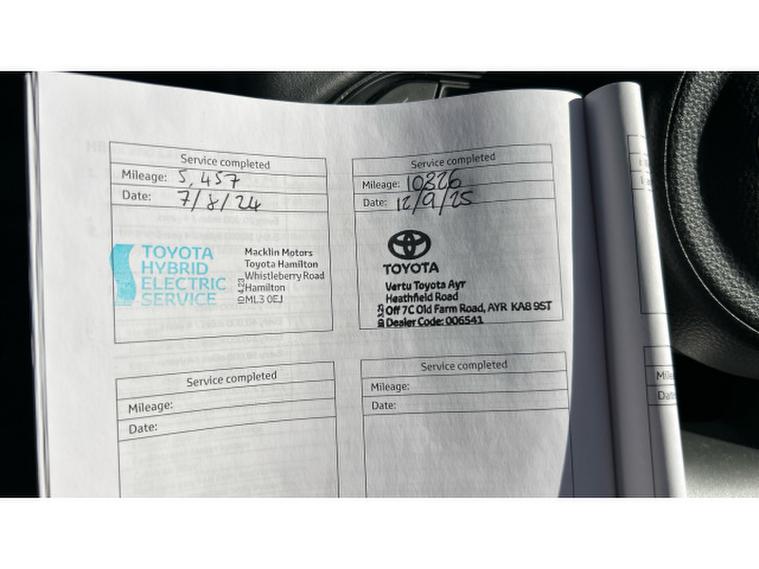 Service completed
Mileage: 5,457
Date: 7/8/24
TOYOTA
HYBRID
ELECTRIC
SERVICE
Macklin Motors
Toyota Hamilton
Whistleberry Road
Hamilton
ML3 0EJ
Service completed
Mileage: 10826
Date: 12/9/25
TOYOTA
Vertu Toyota Ayr
Heathfield Road
Off 7C Old Farm Road, AYR KA8 9ST
Dealer Code: 006541
Service completed
Mileage:
Date:
Service completed
Mileage:
Date: